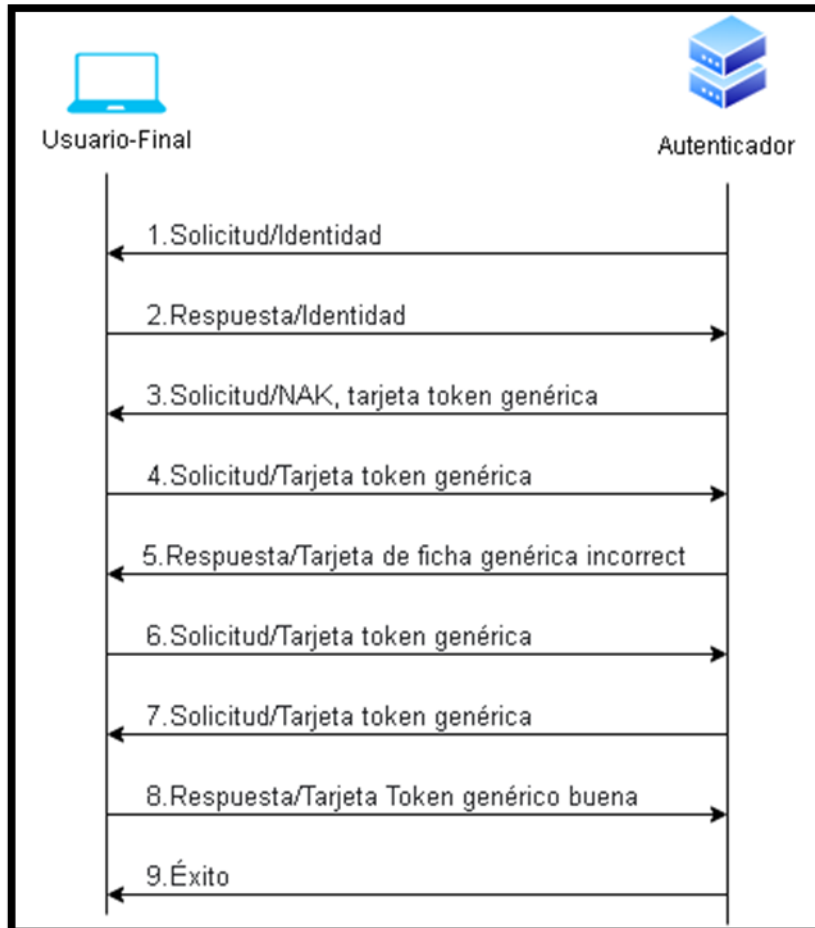 Usuario-Final
Autenticador
1.Solicitud/Identidad
2.Respuesta/Identidad
3.Solicitud/NAK, tarjeta token genérica
4.Solicitud/Tarjeta token genérica
5.Respuesta/Tarjeta de ficha genérica incorrect
6.Solicitud/Tarjeta token genérica
7.Solicitud/Tarjeta token genérica
8.Respuesta/Tarjeta Token genérico buena
9.Éxito